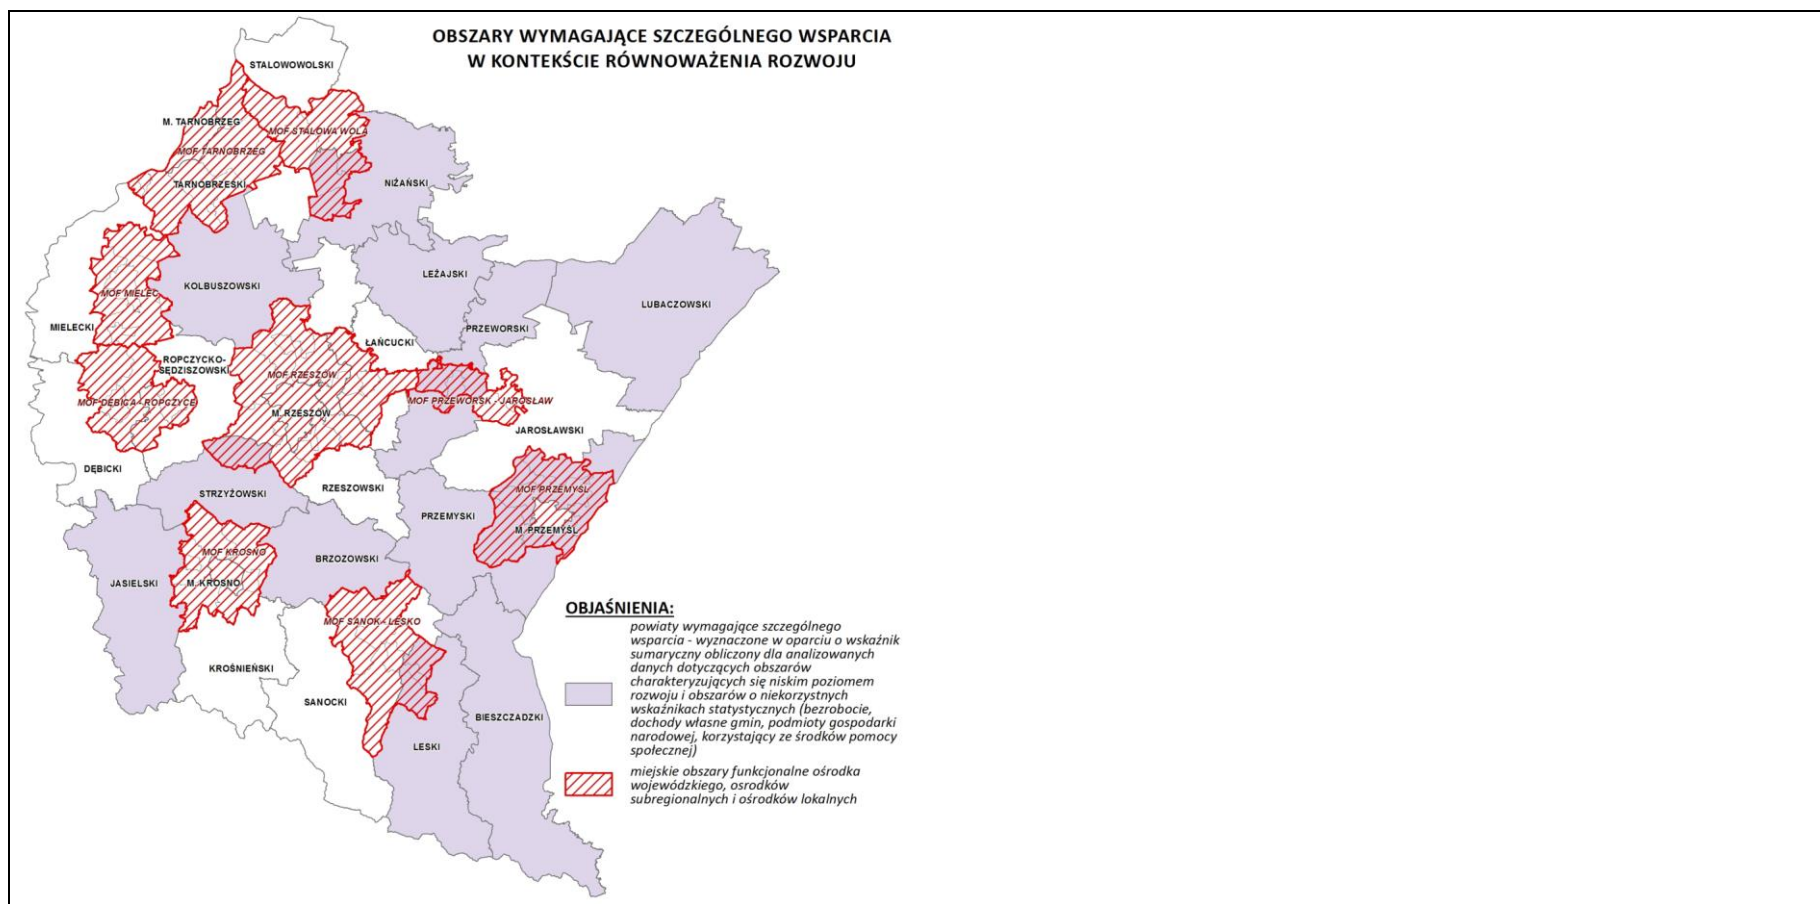 OBSZARY WYMAGAJĄCE SZCZEGÓLNEGO WSPARCIA
W KONTEKŚCIE RÓWNOWAŻENIA ROZWOJU
STALOWOWOLSKI
M. TARNOBRZEG
MOF STALOWA WOLA
MOF TARNOBRZEG
TARNOBRZESKI
NIŻAŃSKI
LEŻAJSKI
KOLBUSZOWSKI
MOF MIELEC
LUBACZOWSKI
MIELECKI
PRZEWORSKI
ŁAŃCUCKI
ROPCZYCKO-
SĘDZISZOWSKI
MOF RZESZÓW
MOF DĘBICA - ROPCZYCE
MOF PRZEWORSK - JAROSŁAW
M. RZESZÓW
JAROSŁAWSKI
DĘBICKI
STRZYŻOWSKI
RZESZOWSKI
MOF PRZEMYŚL
PRZEMYSKI
M. PRZEMYŚL
MOF KROSNO
BRZOZOWSKI
JASIELSKI
M. KROSNO
MOF SANOK - LESKO
KROŚNIEŃSKI
SANOCKI
BIESZCZADZKI
LESKI
OBJAŚNIENIA:
powiaty wymagające szczególnego
wsparcia - wyznaczone w oparciu o wskaźnik
sumaryczny obliczony dla analizowanych
danych dotyczących obszarów
charakteryzujących się niskim poziomem
rozwoju i obszarów o niekorzystnych
wskaźnikach statystycznych (bezrobocie,
dochody własne gmin, podmioty gospodarki
narodowej, korzystający ze środków pomocy
społecznej)
miejskie obszary funkcjonalne ośrodka
wojewódzkiego, osrodków
subregionalnych i ośrodków lokalnych